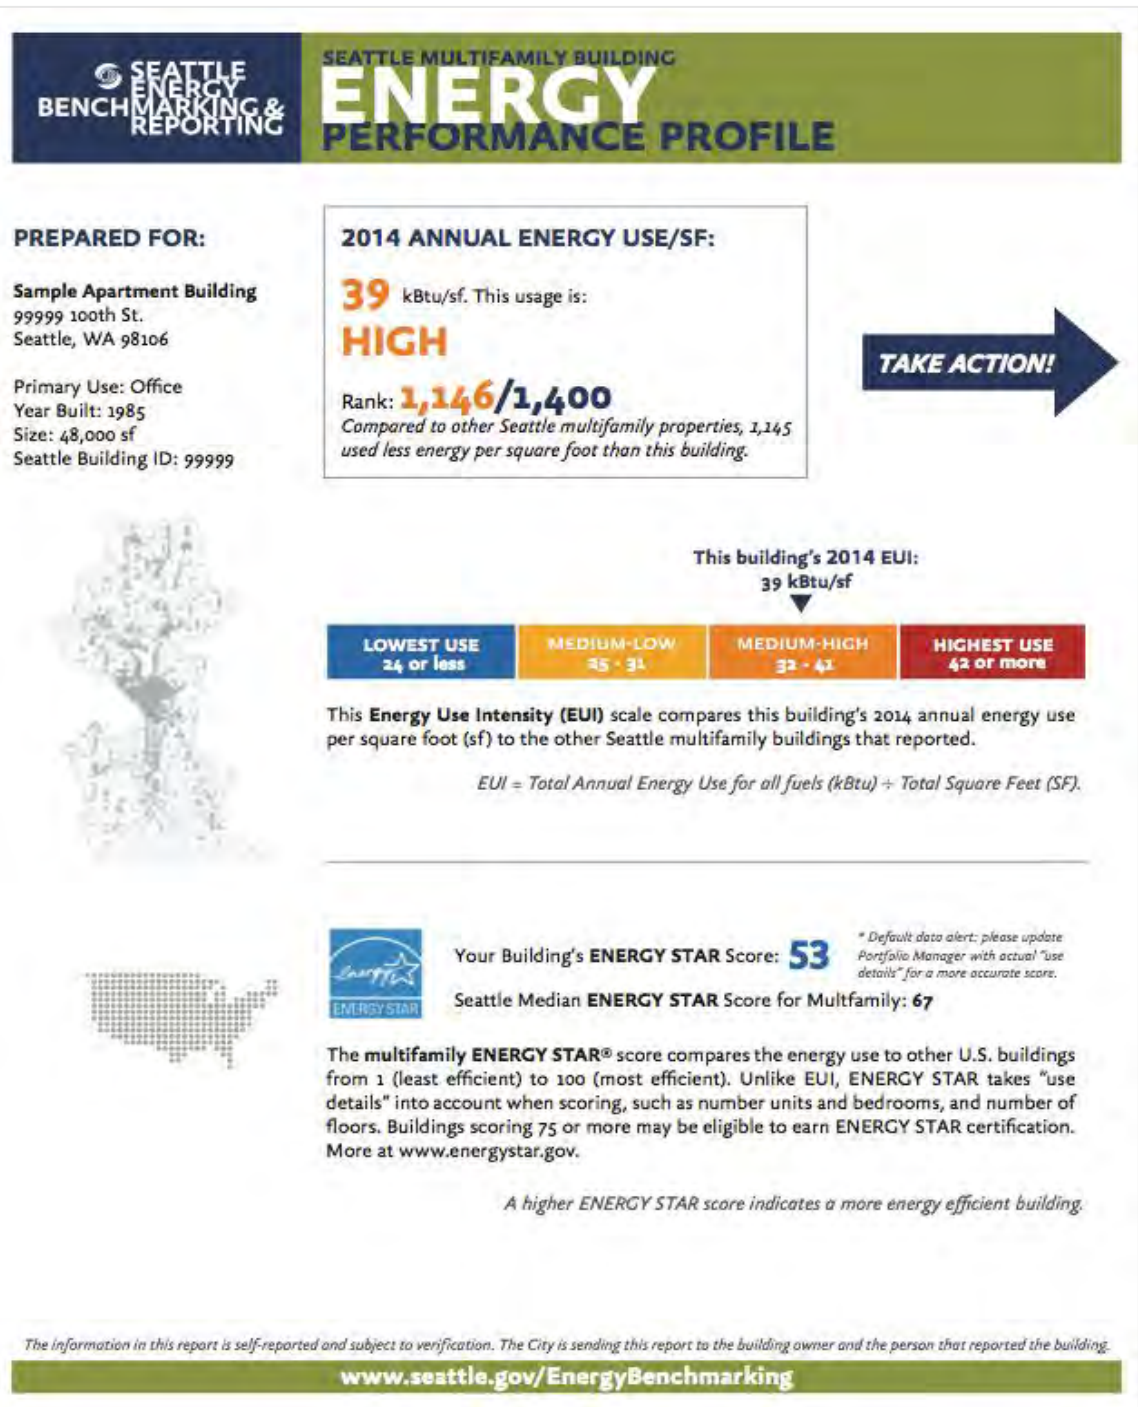 SEATTLE
ENERGY
BENCHMARKING &
REPORTING
SEATTLE MULTIFAMILY BUILDING
ENERGY
PERFORMANCE PROFILE
PREPARED FOR:
Sample Apartment Building
99999 100th St.
Seattle, WA 98106
Primary Use: Office
Year Built: 1985
Size: 48,000 sf
Seattle Building ID: 99999
2014 ANNUAL ENERGY USE/SF:
39 kBtu/sf. This usage is:
HIGH
Rank: 1,146/1,400
Compared to other Seattle multifamily properties, 1,145
used less energy per square foot than this building.
TAKE ACTION!
This building's 2014 EUI:
39 kBtu/sf
LOWEST USE
24 or less
MEDIUM-LOW
25 - 31
MEDIUM-HIGH
32 - 41
HIGHEST USE
42 or more
This Energy Use Intensity (EUI) scale compares this building's 2014 annual energy use
per square foot (sf) to the other Seattle multifamily buildings that reported.
EUI = Total Annual Energy Use for all fuels (kBtu) ÷ Total Square Feet (SF).
energy
ENERGY STAR
Your Building's ENERGY STAR Score: 53
* Default data alert: please update
Portfolio Manager with actual "use
details" for a more accurate score.
Seattle Median ENERGY STAR Score for Multfamily: 67
The multifamily ENERGY STAR® score compares the energy use to other U.S. buildings
from 1 (least efficient) to 100 (most efficient). Unlike EUI, ENERGY STAR takes "use
details" into account when scoring, such as number units and bedrooms, and number of
floors. Buildings scoring 75 or more may be eligible to earn ENERGY STAR certification.
More at www.energystar.gov.
A higher ENERGY STAR score indicates a more energy efficient building.
The information in this report is self-reported and subject to verification. The City is sending this report to the building owner and the person that reported the building.
www.seattle.gov/EnergyBenchmarking